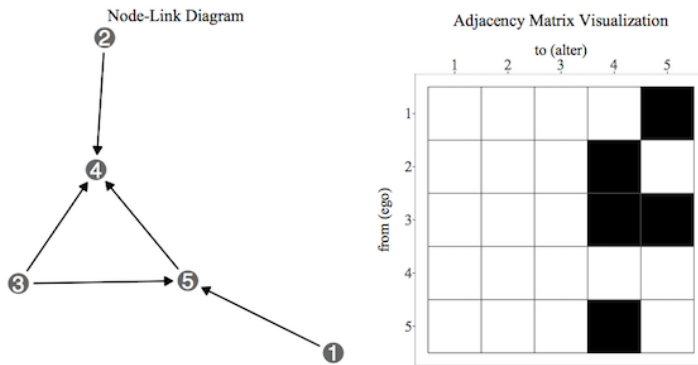 Node-Link Diagram
2
4
3
5
1
Adjacency Matrix Visualization
to (alter)
1 2 3 4 5
from (ego)
1
2
3
4
5